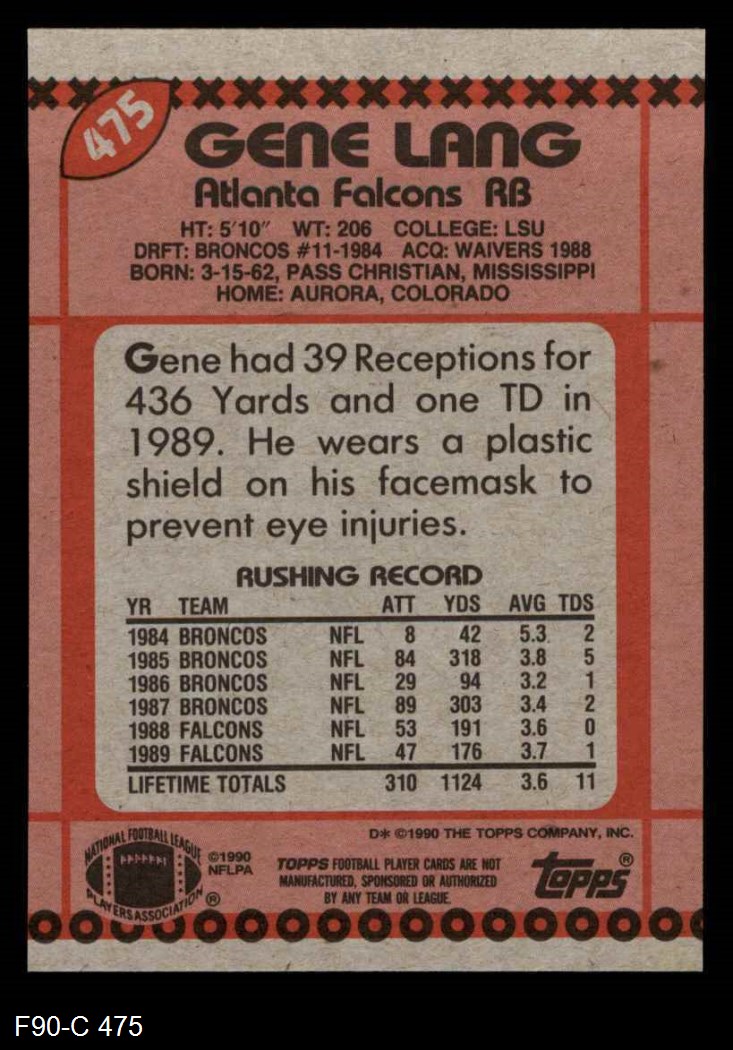 475
GENE LANG
Atlanta Falcons RB
HT: 5'10" WT: 206 COLLEGE: LSU
DRFT: BRONCOS #11-1984 ACQ: WAIVERS 1988
BORN: 3-15-62, PASS CHRISTIAN, MISSISSIPPI
HOME: AURORA, COLORADO
Gene had 39 Receptions for
436 Yards and one TD in
1989. He wears a plastic
shield on his facemask to
prevent eye injuries.
RUSHING RECORD
YR TEAM ATT YDS AVG TDS
1984 BRONCOS NFL 8 42 5.3 2
1985 BRONCOS NFL 84 318 3.8 5
1986 BRONCOS NFL 29 94 3.2 1
1987 BRONCOS NFL 89 303 3.4 2
1988 FALCONS NFL 53 191 3.6 0
1989 FALCONS NFL 47 176 3.7 1
LIFETIME TOTALS 310 1124 3.6 11
D* ©1990 THE TOPPS COMPANY, INC.
NATIONAL FOOTBALL LEAGUE
PLAYERS ASSOCIATION ®
©1990
NFLPA
TOPPS FOOTBALL PLAYER CARDS ARE NOT
MANUFACTURED, SPONSORED OR AUTHORIZED
BY ANY TEAM OR LEAGUE.
topps®
F90-C 475